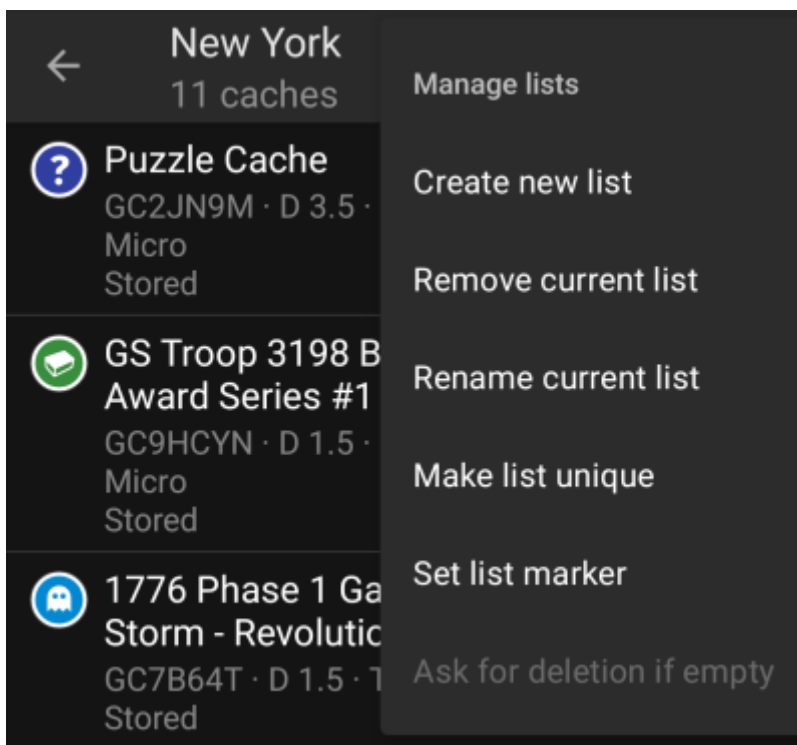 New York
11 caches
Puzzle Cache
GC2JN9M · D 3.5 ·
Micro
Stored
GS Troop 3198 B
Award Series #1
GC9HCYN · D 1.5 ·
Micro
Stored
1776 Phase 1 Ga
Storm - Revolutic
GC7B64T · D 1.5 · T
Stored
Manage lists
Create new list
Remove current list
Rename current list
Make list unique
Set list marker
Ask for deletion if empty